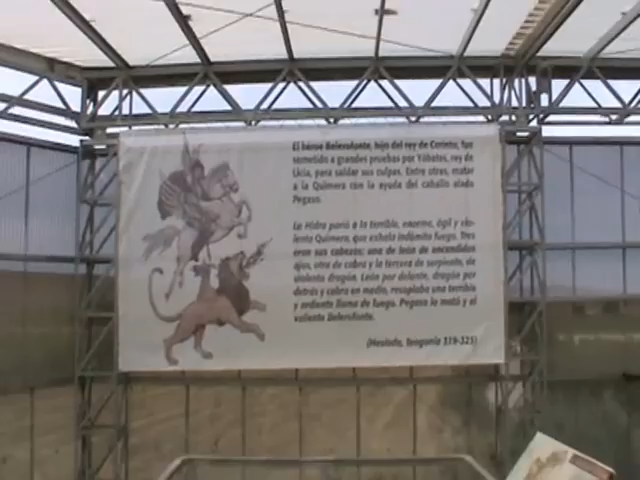 El héroe Belerofonte, hijo del rey de Corinto, fue
sometido a grandes pruebas por Yóbates, rey de
Licia, para saldar sus culpas. Entre otras, matar
a la Quimera con la ayuda del caballo alado
Pegaso.
La Hidra parió a la terrible, enorme, ágil y vio-
lenta Quimera, que exhala indómito fuego. Tres
eran sus cabezas: una de león de encendidos
ojos, otra de cabra y la tercera de serpiente, de
violento dragón. León por delante, dragón por
detrás y cabra en medio, resoplaba una terrible
y ardiente llama de fuego. Pegaso la mató y el
valiente Belerofonte.
(Hesíodo, Teogonía 319-325)